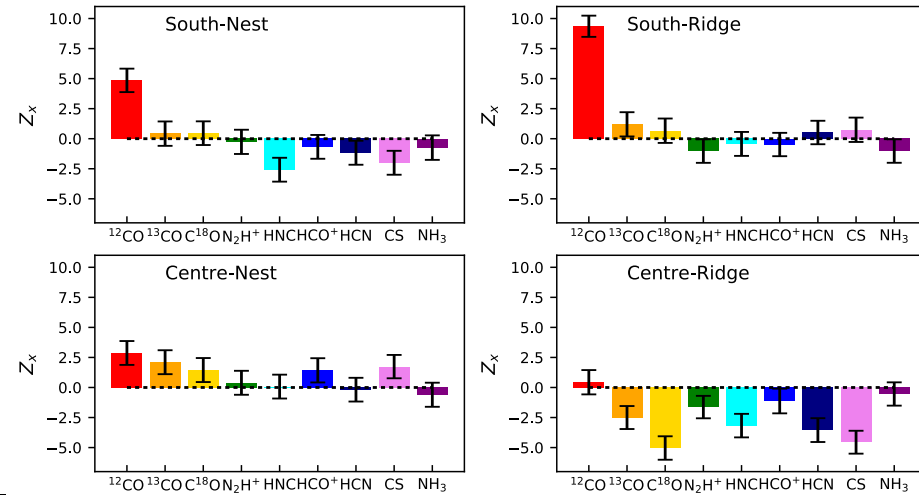 South-Nest
10.0
7.5
5.0
2.5
0.0
−2.5
−5.0
Z_x
¹²CO ¹³CO C¹⁸O N₂H⁺ HNC HCO⁺ HCN CS NH₃
South-Ridge
10.0
7.5
5.0
2.5
0.0
−2.5
−5.0
Z_x
¹²CO ¹³CO C¹⁸O N₂H⁺ HNC HCO⁺ HCN CS NH₃
Centre-Nest
10.0
7.5
5.0
2.5
0.0
−2.5
−5.0
Z_x
¹²CO ¹³CO C¹⁸O N₂H⁺ HNC HCO⁺ HCN CS NH₃
Centre-Ridge
10.0
7.5
5.0
2.5
0.0
−2.5
−5.0
Z_x
¹²CO ¹³CO C¹⁸O N₂H⁺ HNC HCO⁺ HCN CS NH₃